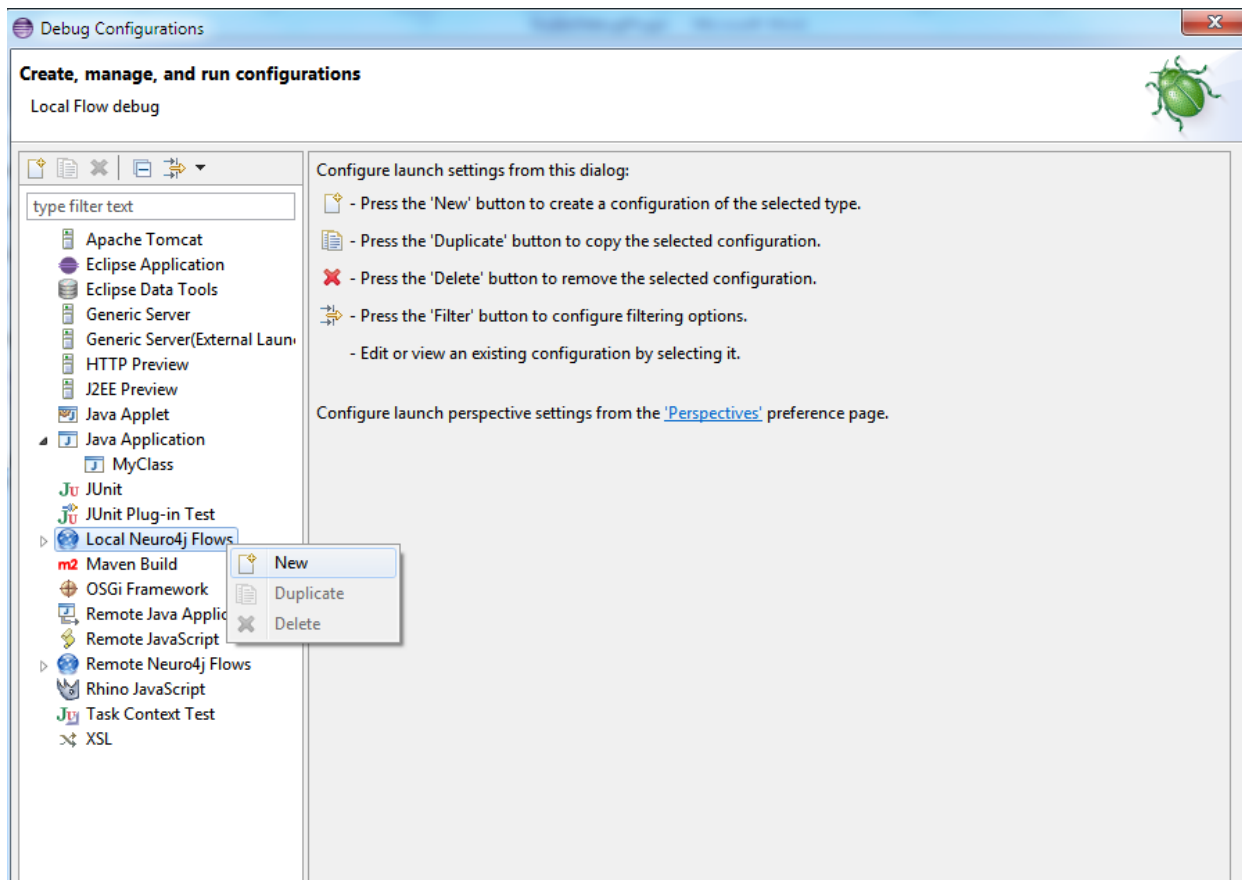 Debug Configurations
Create, manage, and run configurations
Local Flow debug
type filter text
Apache Tomcat
Eclipse Application
Eclipse Data Tools
Generic Server
Generic Server(External Laun
HTTP Preview
J2EE Preview
Java Applet
Java Application
MyClass
JUnit
JUnit Plug-in Test
Local Neuro4j Flows
Maven Build
OSGi Framework
Remote Java Applic
Remote JavaScript
Remote Neuro4j Flows
Rhino JavaScript
Task Context Test
XSL
New
Duplicate
Delete
Configure launch settings from this dialog:
- Press the 'New' button to create a configuration of the selected type.
- Press the 'Duplicate' button to copy the selected configuration.
- Press the 'Delete' button to remove the selected configuration.
- Press the 'Filter' button to configure filtering options.
- Edit or view an existing configuration by selecting it.
Configure launch perspective settings from the 'Perspectives' preference page.